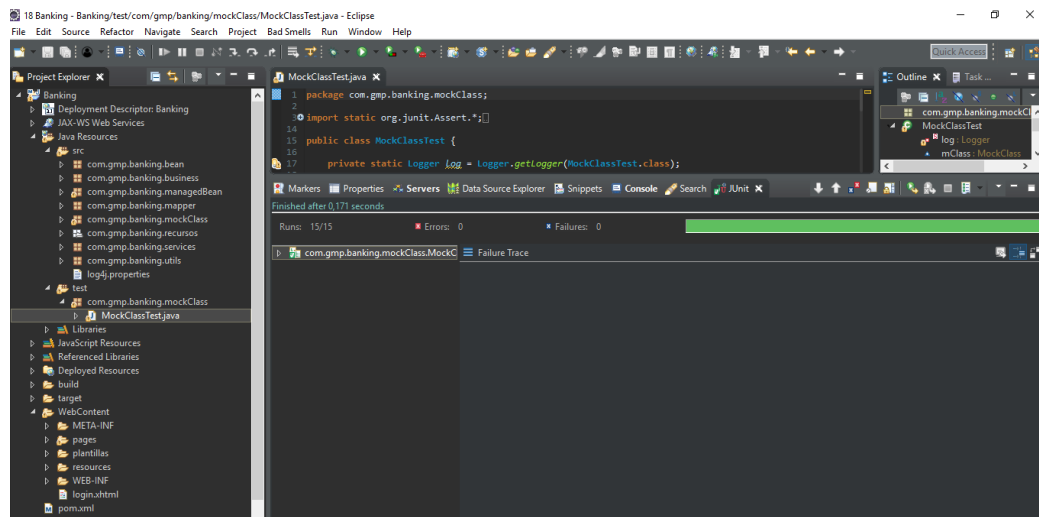 18 Banking - Banking/test/com/gmp/banking/mockClass/MockClassTest.java - Eclipse
File Edit Source Refactor Navigate Search Project Bad Smells Run Window Help
Quick Access
Project Explorer
Banking
Deployment Descriptor: Banking
JAX-WS Web Services
Java Resources
src
com.gmp.banking.bean
com.gmp.banking.business
com.gmp.banking.managedBean
com.gmp.banking.mapper
com.gmp.banking.mockClass
com.gmp.banking.recursos
com.gmp.banking.services
com.gmp.banking.utils
log4j.properties
test
com.gmp.banking.mockClass
MockClassTest.java
Libraries
JavaScript Resources
Referenced Libraries
Deployed Resources
build
target
WebContent
META-INF
pages
plantillas
resources
WEB-INF
login.xhtml
pom.xml
MockClassTest.java
1 package com.gmp.banking.mockClass;
2
3 import static org.junit.Assert.*;
14
15 public class MockClassTest {
16
17 private static Logger Log = Logger.getLogger(MockClassTest.class);
Outline Task ...
com.gmp.banking.mockCl
MockClassTest
log : Logger
mClass : MockClass
Markers Properties Servers Data Source Explorer Snippets Console Search JUnit
Finished after 0,171 seconds
Runs: 15/15 Errors: 0 Failures: 0
com.gmp.banking.mockClass.MockC Failure Trace